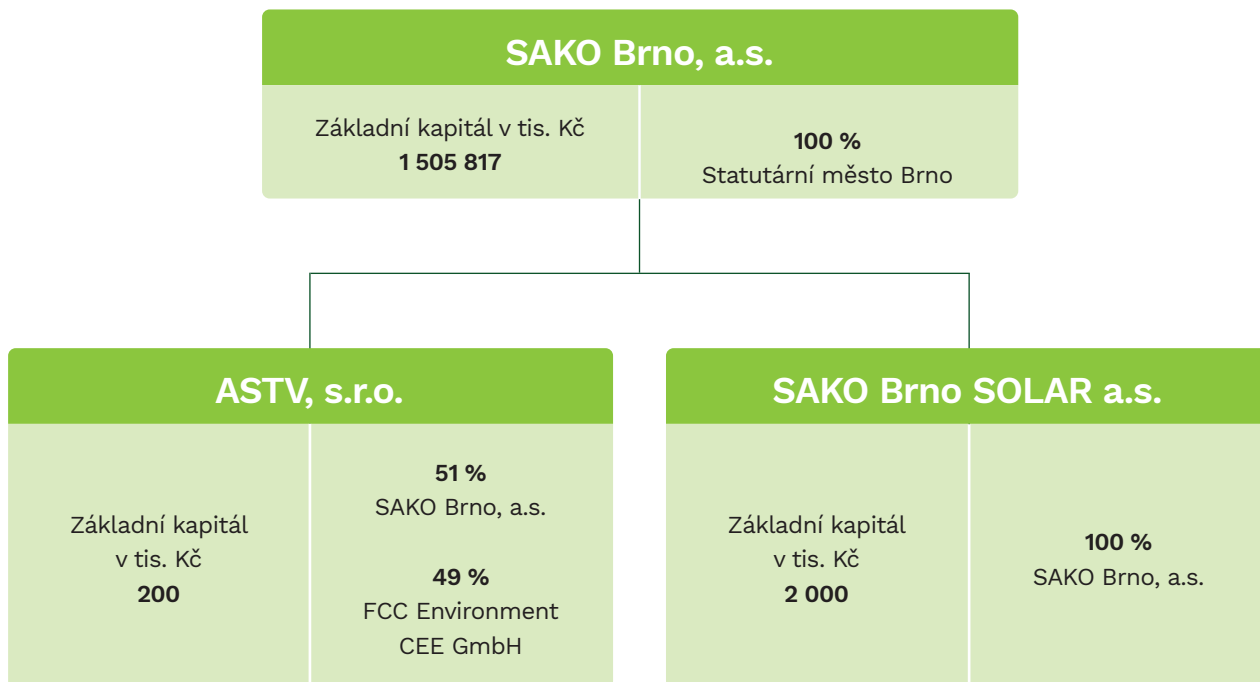 SAKO Brno, a.s.
Základní kapitál v tis. Kč
1 505 817
100 %
Statutární město Brno
ASTV, s.r.o.
Základní kapitál
v tis. Kč
200
51 %
SAKO Brno, a.s.
49 %
FCC Environment
CEE GmbH
SAKO Brno SOLAR a.s.
Základní kapitál
v tis. Kč
2 000
100 %
SAKO Brno, a.s.